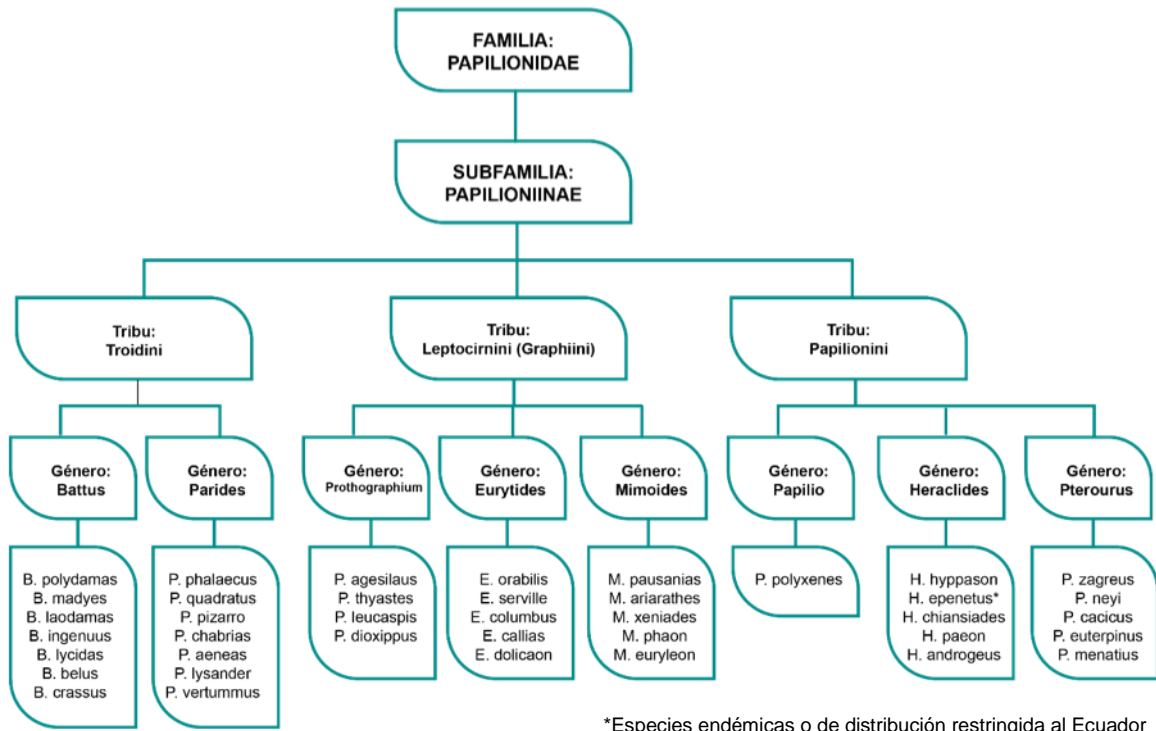 FAMILIA:
PAPILIONIDAE
SUBFAMILIA:
PAPILIONIINAE
Tribu:
Troidini
Tribu:
Leptocirnini (Graphiini)
Tribu:
Papilionini
Género:
Battus
Género:
Parides
Género:
Prothographium
Género:
Eurytides
Género:
Mimoides
Género:
Papilio
Género:
Heraclides
Género:
Pterourus
B. polydamas
B. madyes
B. laodamas
B. ingenuus
B. lycidas
B. belus
B. crassus
P. phalaecus
P. quadratus
P. pizarro
P. chabrias
P. aeneas
P. lysander
P. vertummus
P. agesilaus
P. thyastes
P. leucaspis
P. dioxippus
E. orabilis
E. serville
E. columbus
E. callias
E. dolicaon
M. pausanias
M. ariarathes
M. xeniades
M. phaon
M. euryleon
P. polyxenes
H. hyppason
H. epenetus*
H. chiansiades
H. paeon
H. androgeus
P. zagreus
P. neyi
P. cacicus
P. euterpinus
P. menatius
*Especies endémicas o de distribución restringida al Ecuador